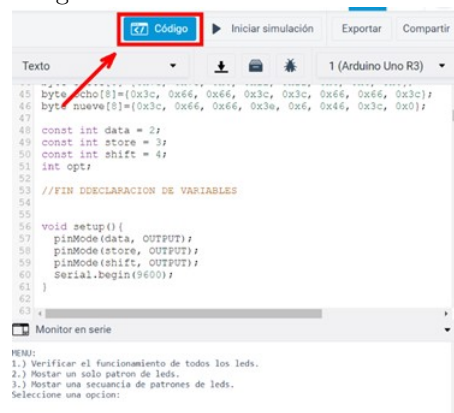 Código
Iniciar simulación
Exportar
Compartir
Texto
1 (Arduino Uno R3)
45 byte ocho[8]={0x3c, 0x66, 0x66, 0x3c, 0x3c, 0x66, 0x66, 0x3c};
46 byte nueve[8]={0x3c, 0x66, 0x66, 0x3e, 0x6, 0x46, 0x3c, 0x0};
47
48 const int data = 2;
49 const int store = 3;
50 const int shift = 4;
51 int opt;
52
53 //FIN DDECLARACION DE VARIABLES
54
55
56 void setup(){
57 pinMode(data, OUTPUT);
58 pinMode(store, OUTPUT);
59 pinMode(shift, OUTPUT);
60 Serial.begin(9600);
61 }
62
63
Monitor en serie
MENU:
1.) Verificar el funcionamiento de todos los leds.
2.) Mostar un solo patron de leds.
3.) Mostar una secuancia de patrones de leds.
Seleccione una opcion: